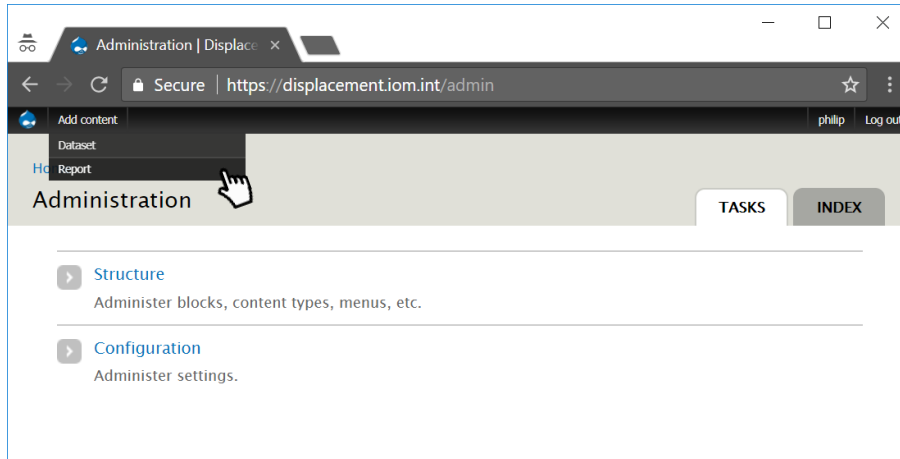 Administration | Displace
Secure | https://displacement.iom.int/admin
Add content philip Log out
Dataset
Report
Administration
TASKS INDEX
Structure
Administer blocks, content types, menus, etc.
Configuration
Administer settings.